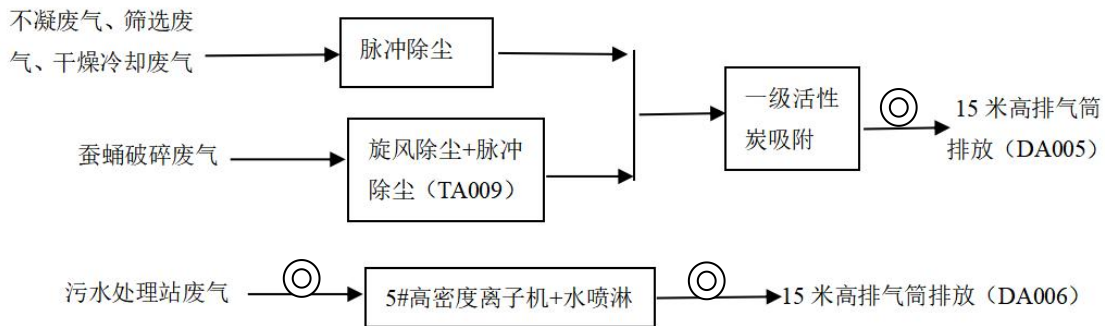 不凝废气、筛选废
气、干燥冷却废气
脉冲除尘
一级活性
炭吸附
15 米高排气筒
排放（DA005）
蚕蛹破碎废气
旋风除尘+脉冲
除尘（TA009）
污水处理站废气
5#高密度离子机+水喷淋
15 米高排气筒排放（DA006）